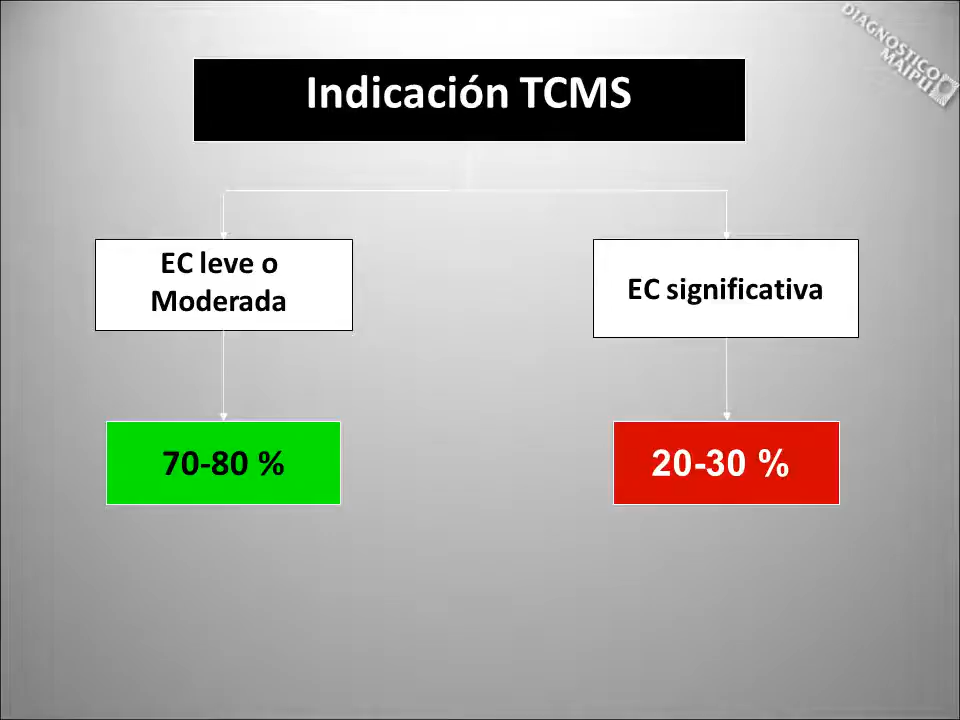 DIAGNOSTICO
MAIPU
Indicación TCMS
EC leve o
Moderada
EC significativa
70-80 %
20-30 %